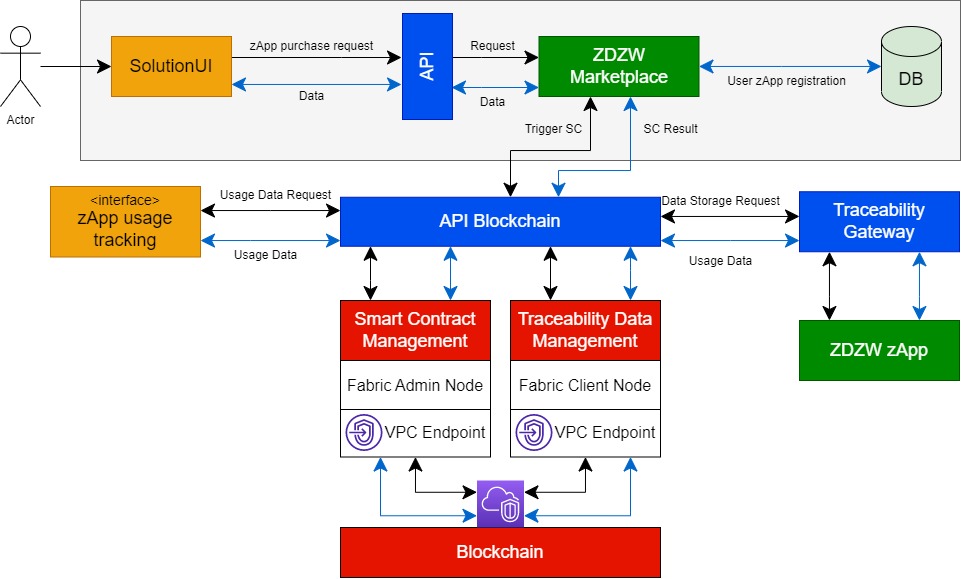 Actor
SolutionUI
zApp purchase request
Data
API
Request
Data
ZDZW
Marketplace
User zApp registration
DB
Trigger SC
SC Result
<interface>
zApp usage
tracking
Usage Data Request
Usage Data
API Blockchain
Data Storage Request
Usage Data
Traceability
Gateway
ZDZW zApp
Smart Contract
Management
Fabric Admin Node
VPC Endpoint
Traceability Data
Management
Fabric Client Node
VPC Endpoint
Blockchain